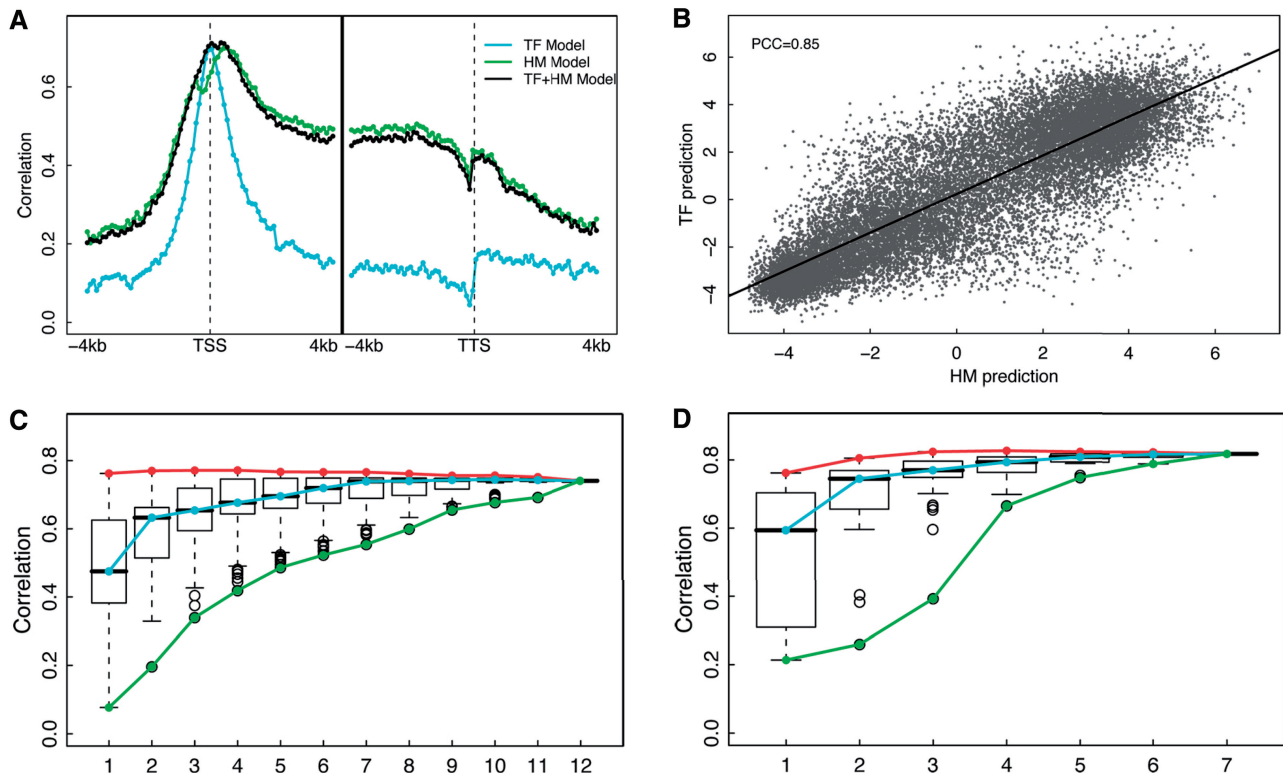 A
Correlation
0.0
0.2
0.4
0.6
TF Model
HM Model
TF+HM Model
−4kb
TSS
4kb
−4kb
TTS
4kb
B
PCC=0.85
TF prediction
−4
−2
0
2
4
6
−4
−2
0
2
4
6
HM prediction
C
Correlation
0.0
0.2
0.4
0.6
0.8
1
2
3
4
5
6
7
8
9
10
11
12
D
Correlation
0.0
0.2
0.4
0.6
0.8
1
2
3
4
5
6
7